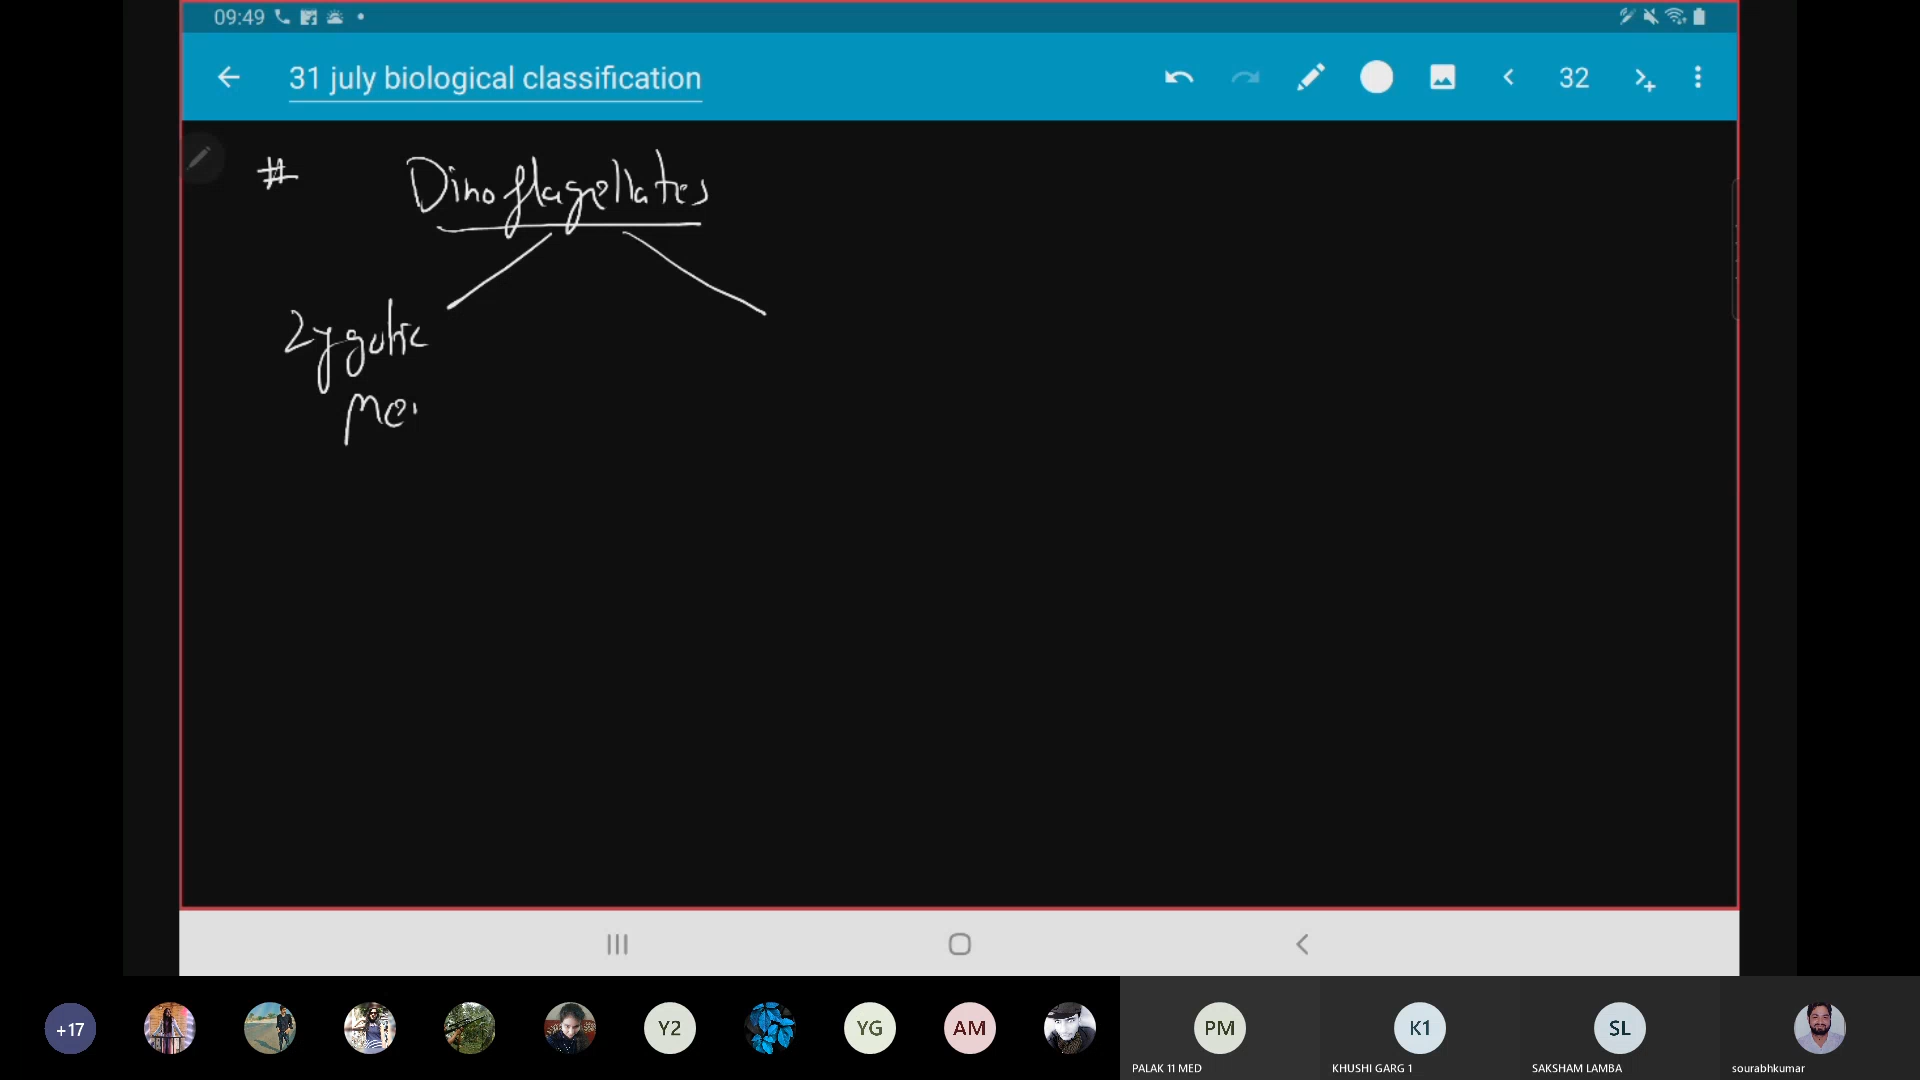 09:49
31 july biological classification
32
# Dinoflagellates
Zygotic
Mei
+17
Y2
YG
AM
PM
K1
SL
PALAK 11 MED
KHUSHI GARG 1
SAKSHAM LAMBA
sourabhkumar